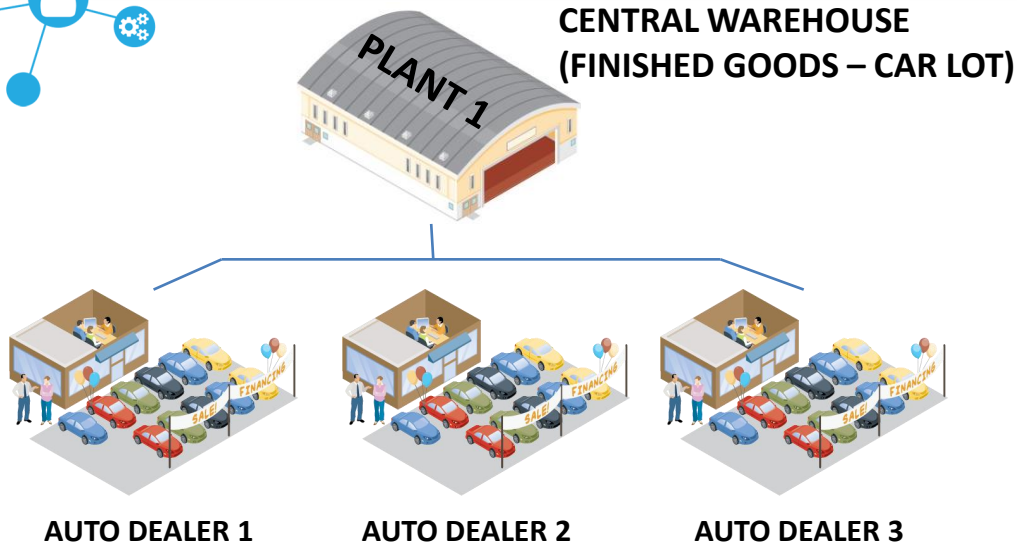 CENTRAL WAREHOUSE
(FINISHED GOODS – CAR LOT)
PLANT 1
FINANCING
SALE!
FINANCING
SALE!
FINANCING
SALE!
AUTO DEALER 1
AUTO DEALER 2
AUTO DEALER 3